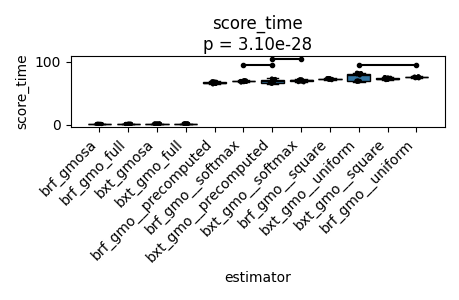 score_time
p = 3.10e-28
100
0
score_time
brf_gmosa
brf_gmo_full
bxt_gmosa
bxt_gmo_full
brf_gmo__precomputed
brf_gmo__softmax
bxt_gmo__precomputed
bxt_gmo__softmax
brf_gmo__square
bxt_gmo__uniform
bxt_gmo__square
brf_gmo__uniform
estimator